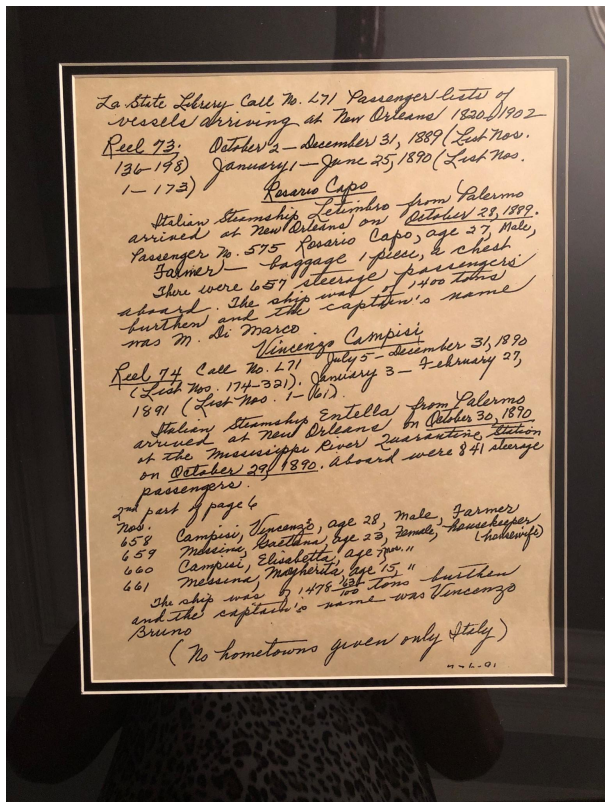 La State Library Call No. L71 Passenger lists of
vessels arriving at New Orleans 1820-1902
Reel 73. October 2 - December 31, 1889 (List Nos.
136-198) January 1 - June 25, 1890 (List Nos.
1-173)
Rosario Capo
Italian Steamship Letimbro from Palermo
arrived at New Orleans on October 28, 1889.
Passenger No. 575 Rosario Capo, age 27, Male,
Farmer - baggage 1 piece, a chest
There were 657 steerage passengers
aboard. The ship was of 1400 tons
burthen and the captain's name
was M. Di Marco
Vincenzo Campisi
Reel 74 Call No. L71 July 5 - December 31, 1890
(List Nos. 174-321). January 3 - February 27,
1891 (List Nos. 1-61).
Italian Steamship Entella from Palermo
arrived at New Orleans on October 30, 1890
at the Mississippi River Quarantine Station
on October 29, 1890. Aboard were 841 steerage
passengers.
2nd part of page 6
Nos.
658 Campisi, Vincenzo, age 28, Male, Farmer
659 Messina, Gaetana, age 23, Female, housekeeper
(housewife)
660 Campisi, Elisabetta, age "
661 Messina, Margherita, age 15, "
The ship was of 1478 tons burthen
and the captain's name was Vincenzo
Bruno
(No hometowns given only Italy)